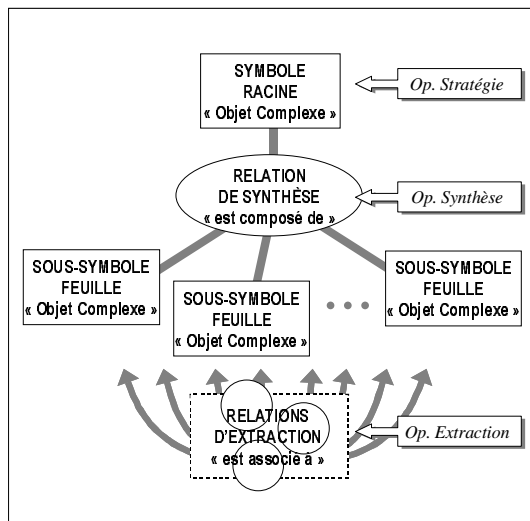 SYMBOLE
RACINE
« Objet Complexe »
Op. Stratégie
RELATION
DE SYNTHÈSE
« est composé de »
Op. Synthèse
SOUS-SYMBOLE
FEUILLE
« Objet Complexe »
SOUS-SYMBOLE
FEUILLE
« Objet Complexe »
SOUS-SYMBOLE
FEUILLE
« Objet Complexe »
RELATIONS
D'EXTRACTION
« est associé à »
Op. Extraction